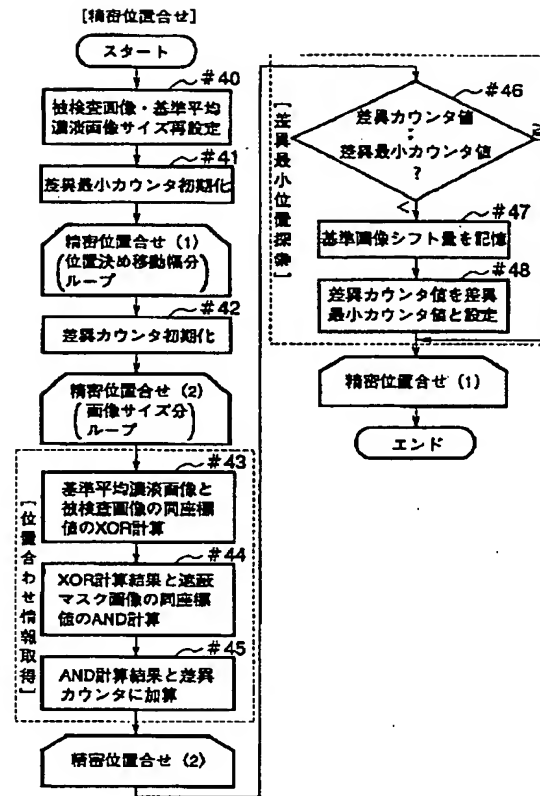 [精密位置合せ]
スタート
#40
被検査画像・基準平均
濃淡画像サイズ再設定
#41
差異最小カウンタ初期化
精密位置合せ (1)
(位置決め移動幅分
ループ)
#42
差異カウンタ初期化
精密位置合せ (2)
(画像サイズ分
ループ)
[位置合わせ情報取得]
#43
基準平均濃淡画像と
被検査画像の同座標
値のXOR計算
#44
XOR計算結果と遮蔽
マスク画像の同座標
値のAND計算
#45
AND計算結果と差異
カウンタに加算
精密位置合せ (2)
[差異最小位置探索]
#46
差異カウンタ値
:
差異最小カウンタ値
?
≧
<
#47
基準画像シフト量を記憶
#48
差異カウンタ値を差異
最小カウンタ値と設定
精密位置合せ (1)
エンド